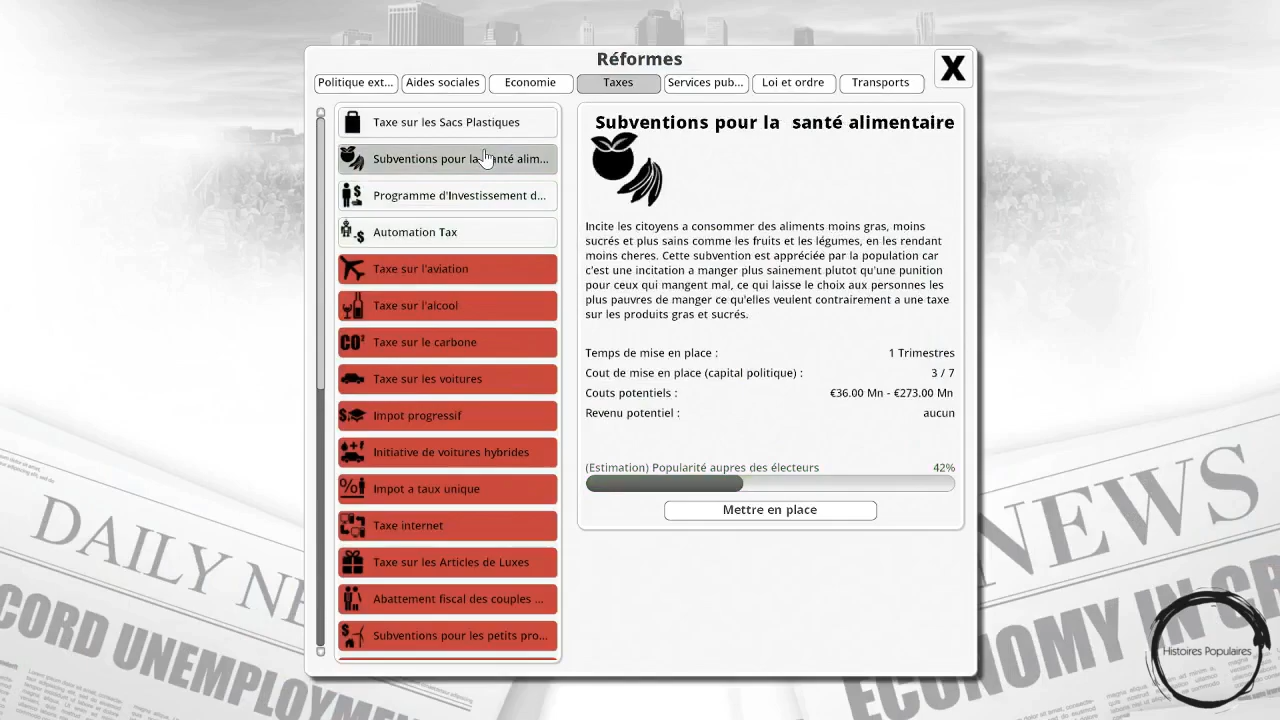 Réformes
X
Politique ext...
Aides sociales
Economie
Taxes
Services pub...
Loi et ordre
Transports
Taxe sur les Sacs Plastiques
Subventions pour la santé alim...
Programme d'Investissement d...
Automation Tax
Taxe sur l'aviation
Taxe sur l'alcool
CO² Taxe sur le carbone
Taxe sur les voitures
Impot progressif
Initiative de voitures hybrides
Impot a taux unique
Taxe internet
Taxe sur les Articles de Luxes
Abattement fiscal des couples ...
Subventions pour les petits pro...
Subventions pour la santé alimentaire
Incite les citoyens a consommer des aliments moins gras, moins
sucrés et plus sains comme les fruits et les légumes, en les rendant
moins cheres. Cette subvention est appréciée par la population car
c'est une incitation a manger plus sainement plutot qu'une punition
pour ceux qui mangent mal, ce qui laisse le choix aux personnes les
plus pauvres de manger ce qu'elles veulent contrairement a une taxe
sur les produits gras et sucrés.
Temps de mise en place : 1 Trimestres
Cout de mise en place (capital politique) : 3 / 7
Couts potentiels : €36.00 Mn - €273.00 Mn
Revenu potentiel : aucun
(Estimation) Popularité aupres des électeurs 42%
Mettre en place
DAILY NE
CORD UNEMPLOYME
NEWS
ECONOMY IN CR
Histoires Populaires